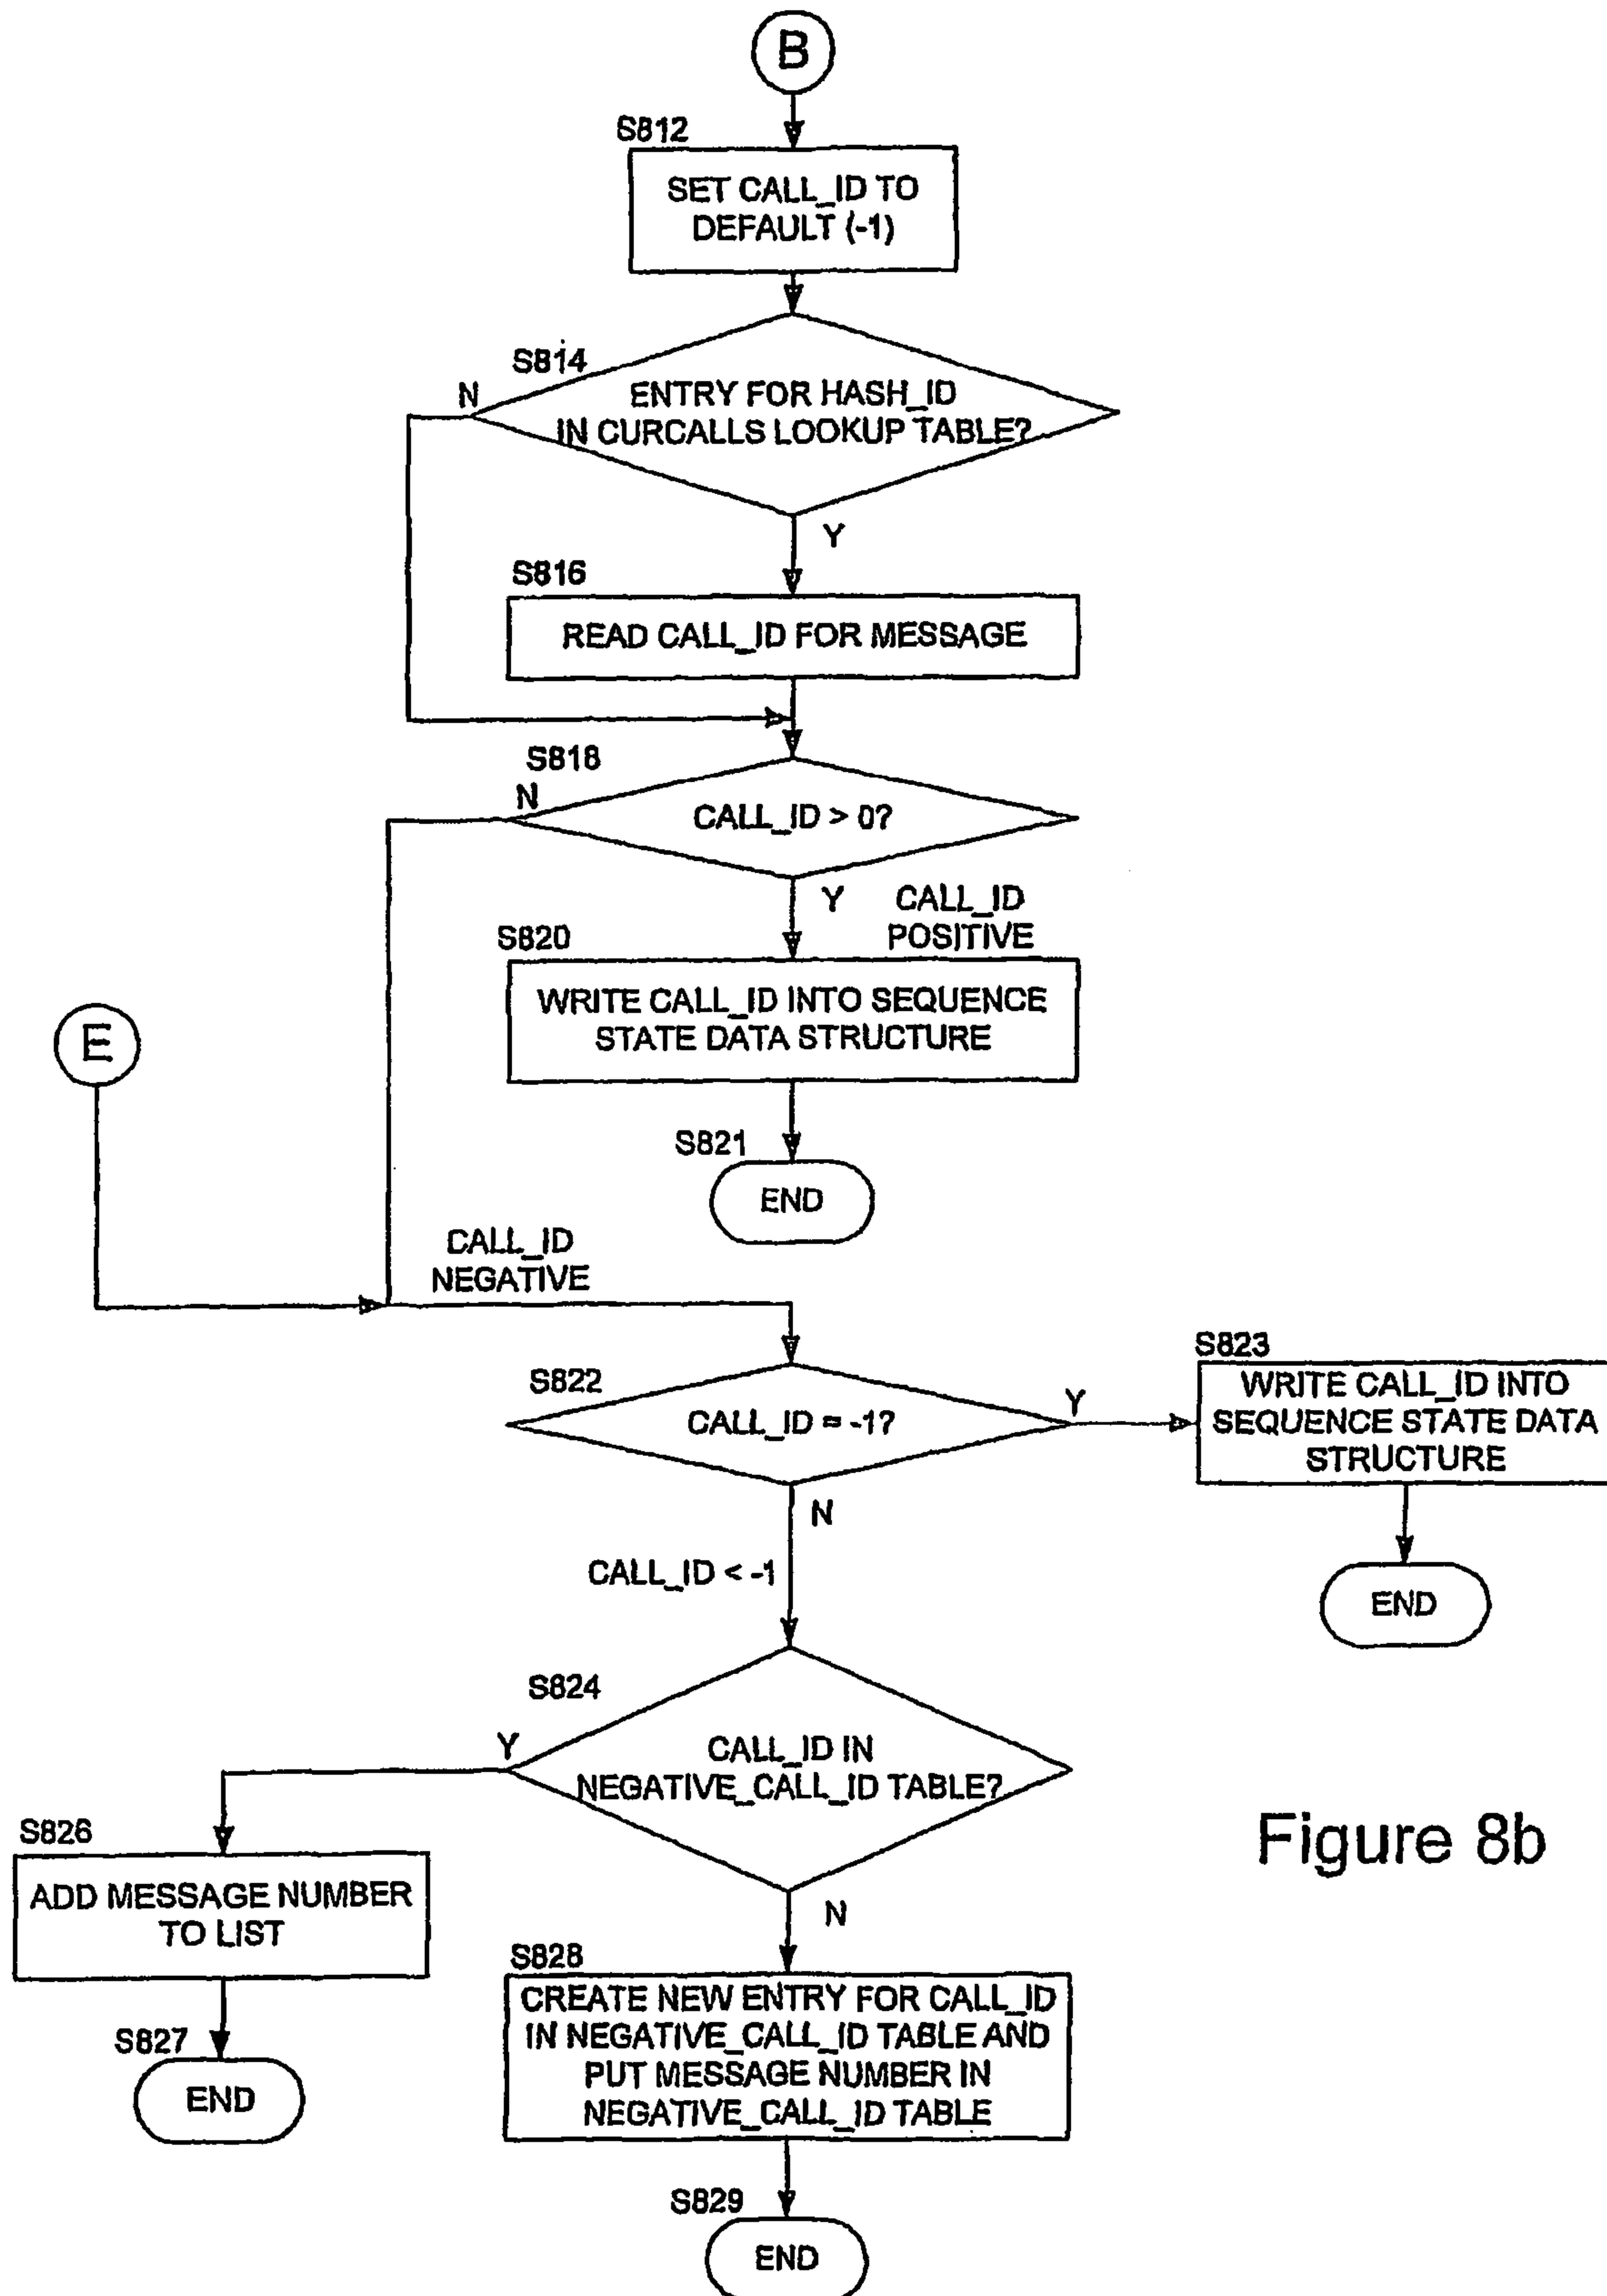 B
S812
SET CALL_ID TO
DEFAULT (-1)
S814
N
ENTRY FOR HASH_ID
IN CURCALLS LOOKUP TABLE?
Y
S816
READ CALL_ID FOR MESSAGE
S818
N
CALL_ID > 0?
Y
CALL_ID
POSITIVE
S820
WRITE CALL_ID INTO SEQUENCE
STATE DATA STRUCTURE
E
S821
END
CALL_ID
NEGATIVE
S822
CALL_ID = -1?
Y
S823
WRITE CALL_ID INTO
SEQUENCE STATE DATA
STRUCTURE
N
END
CALL_ID < -1
S824
Y
CALL_ID IN
NEGATIVE_CALL_ID TABLE?
S826
ADD MESSAGE NUMBER
TO LIST
N
Figure 8b
S828
CREATE NEW ENTRY FOR CALL_ID
IN NEGATIVE_CALL_ID TABLE AND
PUT MESSAGE NUMBER IN
NEGATIVE_CALL_ID TABLE
S827
END
S829
END